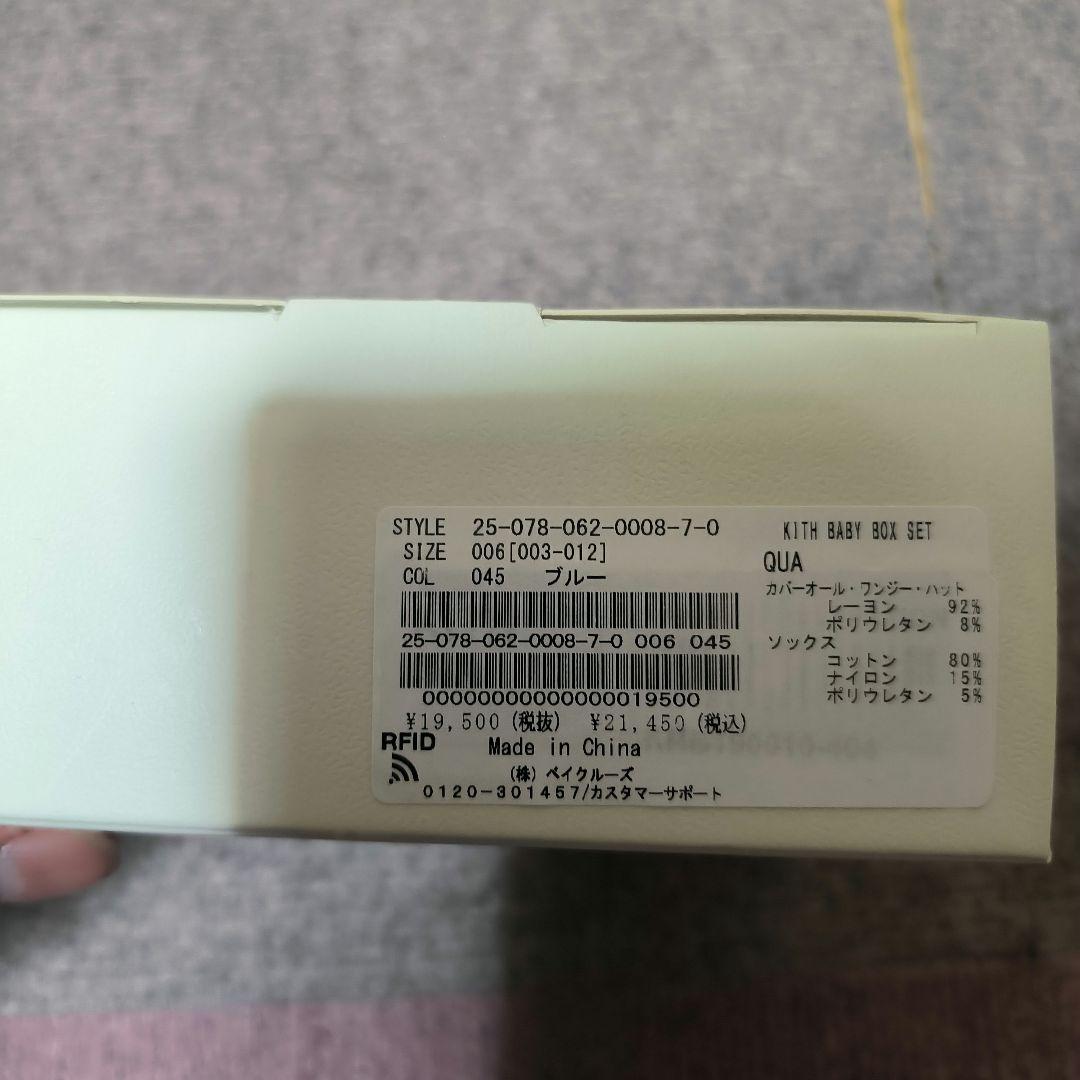 STYLE 25-078-062-0008-7-0
SIZE 006[003-012]
COL 045 ブルー
25-078-062-0008-7-0 006 045
00000000000000019500
¥19,500(税抜) ¥21,450(税込)
RFID
Made in China
(株)ベイクルーズ
0120-301457/カスタマーサポート
KITH BABY BOX SET
QUA
カバーオール・ワンジー・ハット
レーヨン 92%
ポリウレタン 8%
ソックス
コットン 80%
ナイロン 15%
ポリウレタン 5%